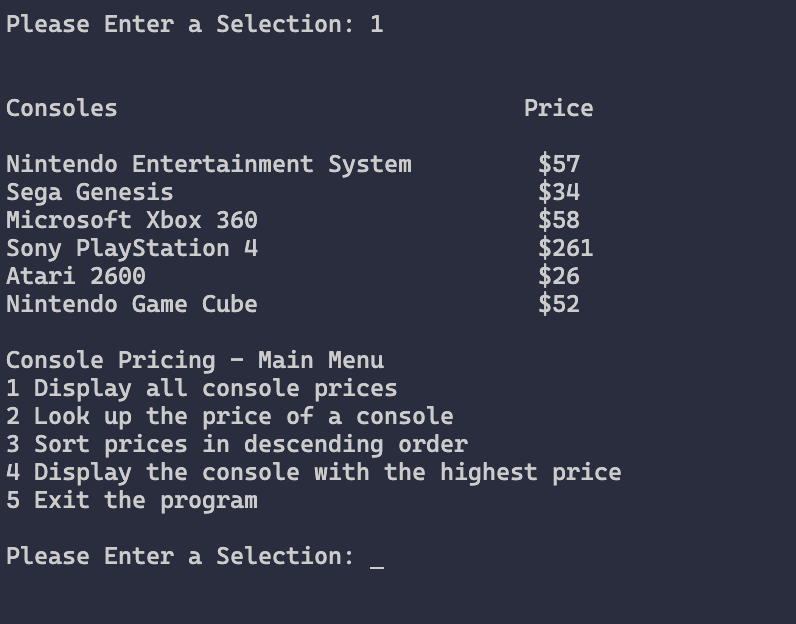 Please Enter a Selection: 1
Consoles Price
Nintendo Entertainment System $57
Sega Genesis $34
Microsoft Xbox 360 $58
Sony PlayStation 4 $261
Atari 2600 $26
Nintendo Game Cube $52
Console Pricing - Main Menu
1 Display all console prices
2 Look up the price of a console
3 Sort prices in descending order
4 Display the console with the highest price
5 Exit the program
Please Enter a Selection: _